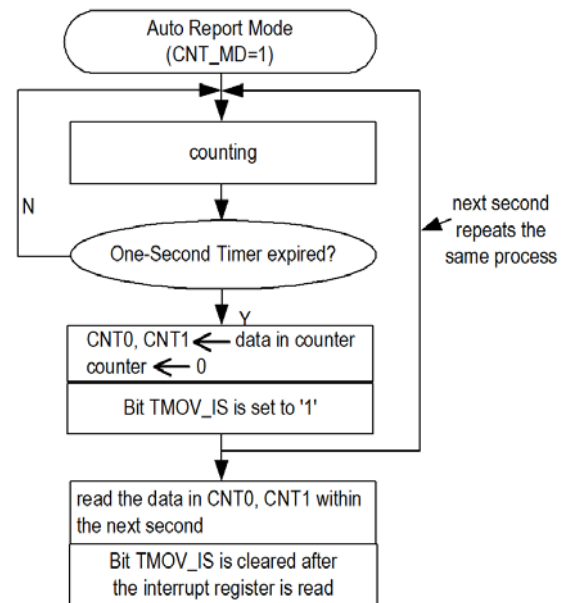 Auto Report Mode
(CNT_MD=1)
counting
N
next second
repeats the
same process
One-Second Timer expired?
Y
CNT0, CNT1 ← data in counter
counter ← 0
Bit TMOV_IS is set to '1'
read the data in CNT0, CNT1 within
the next second
Bit TMOV_IS is cleared after
the interrupt register is read